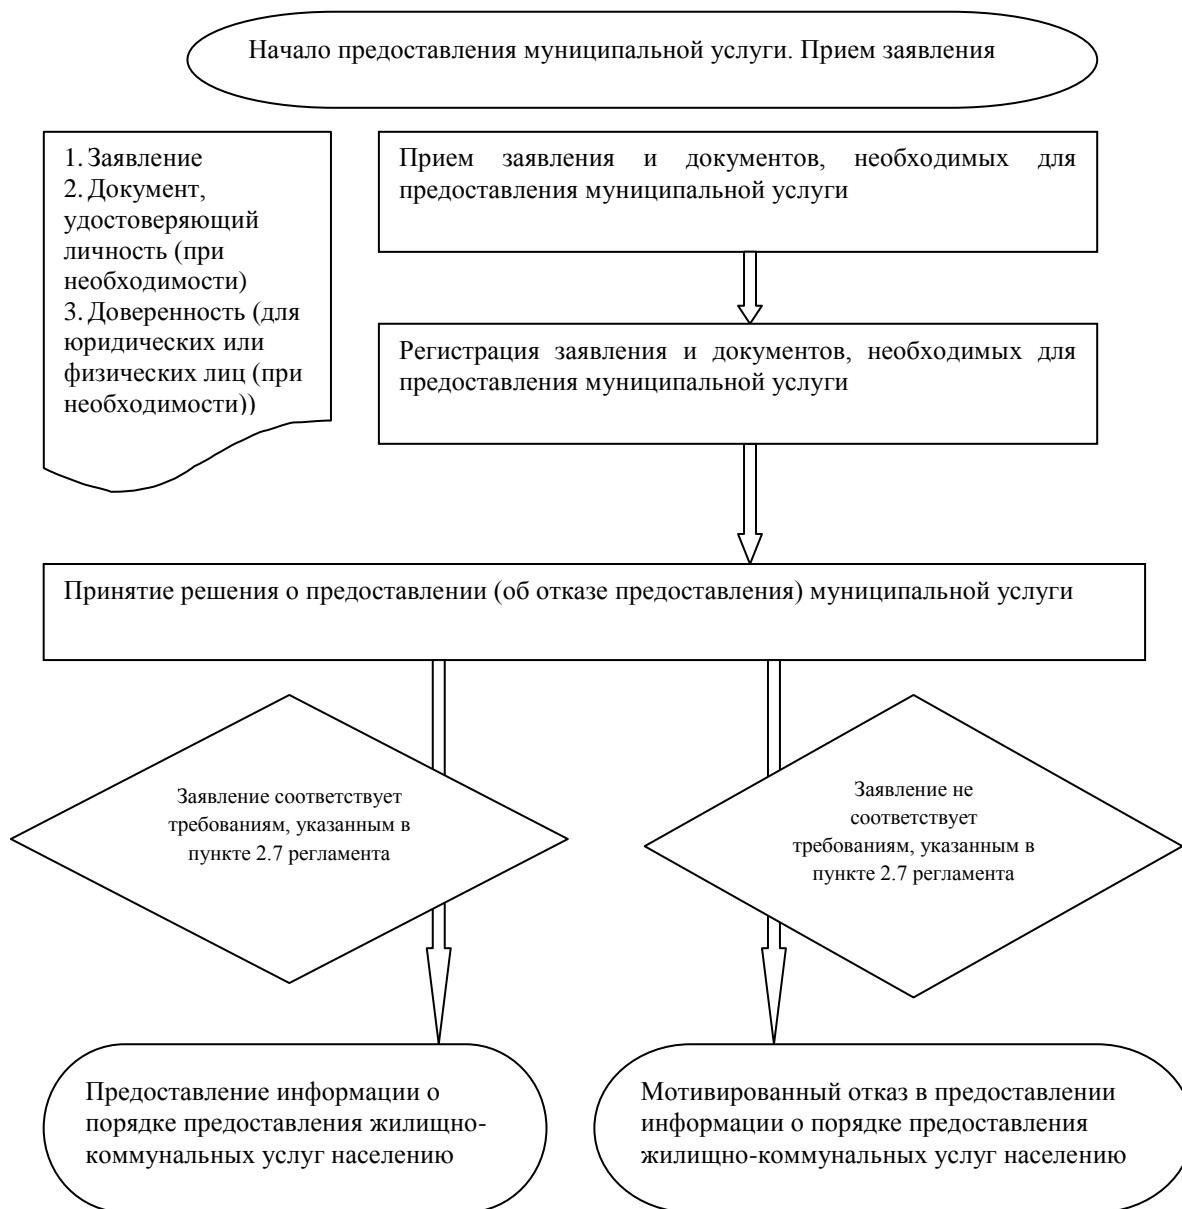 Начало предоставления муниципальной услуги. Прием заявления
1. Заявление
2. Документ,
удостоверяющий
личность (при
необходимости)
3. Доверенность (для
юридических или
физических лиц (при
необходимости))
Прием заявления и документов, необходимых для
предоставления муниципальной услуги
Регистрация заявления и документов, необходимых для
предоставления муниципальной услуги
Принятие решения о предоставлении (об отказе предоставления) муниципальной услуги
Заявление соответствует
требованиям, указанным в
пункте 2.7 регламента
Заявление не
соответствует
требованиям, указанным в
пункте 2.7 регламента
Предоставление информации о
порядке предоставления жилищно-
коммунальных услуг населению
Мотивированный отказ в предоставлении
информации о порядке предоставления
жилищно-коммунальных услуг населению